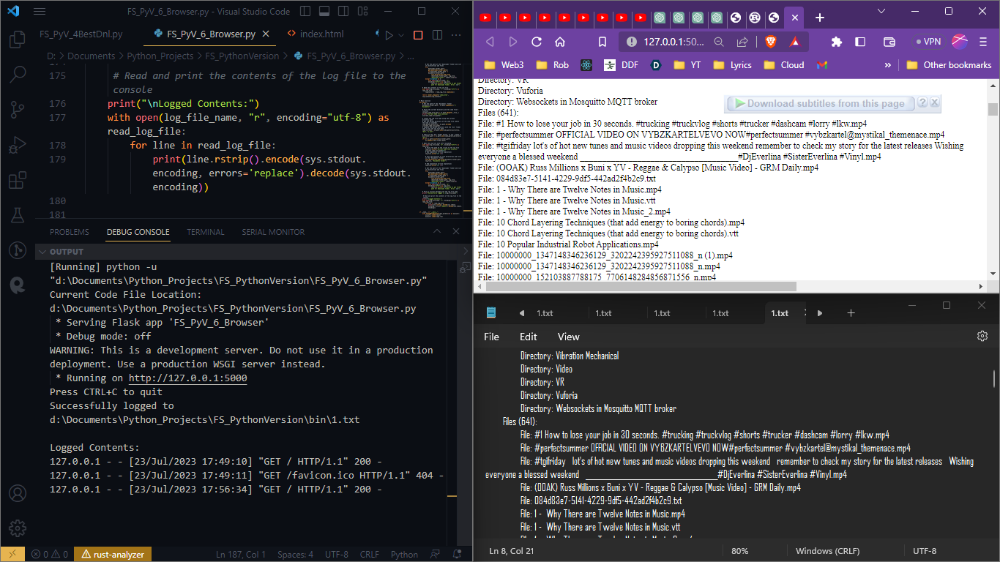 FS_PyV_6_Browser.py - Visual Studio Code
FS_PyV_4BestDnl.py
FS_PyV_6_Browser.py
index.html
D: > Documents > Python_Projects > FS_PythonVersion > FS_PyV_6_Browser.py > ...
175 # Read and print the contents of the log file to the
console
176 print("\nLogged Contents:")
177 with open(log_file_name, "r", encoding="utf-8") as
read_log_file:
178 for line in read_log_file:
179 print(line.rstrip().encode(sys.stdout.
encoding, errors='replace').decode(sys.stdout.
encoding))
180
181
PROBLEMS DEBUG CONSOLE TERMINAL SERIAL MONITOR
OUTPUT
[Running] python -u
"d:\Documents\Python_Projects\FS_PythonVersion\FS_PyV_6_Browser.py"
Current Code File Location:
d:\Documents\Python_Projects\FS_PythonVersion\FS_PyV_6_Browser.py
* Serving Flask app 'FS_PyV_6_Browser'
* Debug mode: off
WARNING: This is a development server. Do not use it in a production
deployment. Use a production WSGI server instead.
* Running on http://127.0.0.1:5000
Press CTRL+C to quit
Successfully logged to
d:\Documents\Python_Projects\FS_PythonVersion\bin\1.txt
Logged Contents:
127.0.0.1 - - [23/Jul/2023 17:49:10] "GET / HTTP/1.1" 200 -
127.0.0.1 - - [23/Jul/2023 17:49:11] "GET /favicon.ico HTTP/1.1" 404 -
127.0.0.1 - - [23/Jul/2023 17:56:34] "GET / HTTP/1.1" 200 -
0 0 rust-analyzer Ln 187, Col 1 Spaces: 4 UTF-8 CRLF Python
127.0.0.1:50...
VPN
Web3 Rob DDF D YT Lyrics Cloud » Other bookmarks
Directory: VR
Directory: Vuforia
Directory: Websockets in Mosquitto MQTT broker
Download subtitles from this page
Files (641):
File: #1 How to lose your job in 30 seconds. #trucking #truckvlog #shorts #trucker #dashcam #lorry #lkw.mp4
File: #perfectsummer OFFICIAL VIDEO ON VYBZKARTELVEVO NOW#perfectsummer #vybzkartel@mystikal_themenace.mp4
File: #tgifriday lot's of hot new tunes and music videos dropping this weekend remember to check my story for the latest releases Wishing
everyone a blessed weekend ____________________________________#DjEverlina #SisterEverlina #Vinyl.mp4
File: (OOAK) Russ Millions x Buni x YV - Reggae & Calypso [Music Video] - GRM Daily.mp4
File: 084d83e7-5141-4229-9df5-442ad2f4b2c9.txt
File: 1 - Why There are Twelve Notes in Music.mp4
File: 1 - Why There are Twelve Notes in Music.vtt
File: 1 - Why There are Twelve Notes in Music_2.mp4
File: 10 Chord Layering Techniques (that add energy to boring chords).mp4
File: 10 Chord Layering Techniques (that add energy to boring chords).vtt
File: 10 Popular Industrial Robot Applications.mp4
File: 10000000_1347148346236129_3202242395927511088_n (1).mp4
File: 10000000_1347148346236129_3202242395927511088_n.mp4
File: 10000000_152103887788175_7706148284856871556_n.mp4
1.txt 1.txt 1.txt 1.txt 1.txt
File Edit View
Directory: Vibration Mechanical
Directory: Video
Directory: VR
Directory: Vuforia
Directory: Websockets in Mosquitto MQTT broker
Files (641):
File: #1 How to lose your job in 30 seconds. #trucking #truckvlog #shorts #trucker #dashcam #lorry #lkw.mp4
File: #perfectsummer OFFICIAL VIDEO ON VYBZKARTELVEVO NOW#perfectsummer #vybzkartel@mystikal_themenace.mp4
File: #tgifriday lot's of hot new tunes and music videos dropping this weekend remember to check my story for the latest releases Wishing
everyone a blessed weekend ____________________________________#DjEverlina #SisterEverlina #Vinyl.mp4
File: (OOAK) Russ Millions x Buni x YV - Reggae & Calypso [Music Video] - GRM Daily.mp4
File: 084d83e7-5141-4229-9df5-442ad2f4b2c9.txt
File: 1 - Why There are Twelve Notes in Music.mp4
File: 1 - Why There are Twelve Notes in Music.vtt
Ln 8, Col 21 80% Windows (CRLF) UTF-8